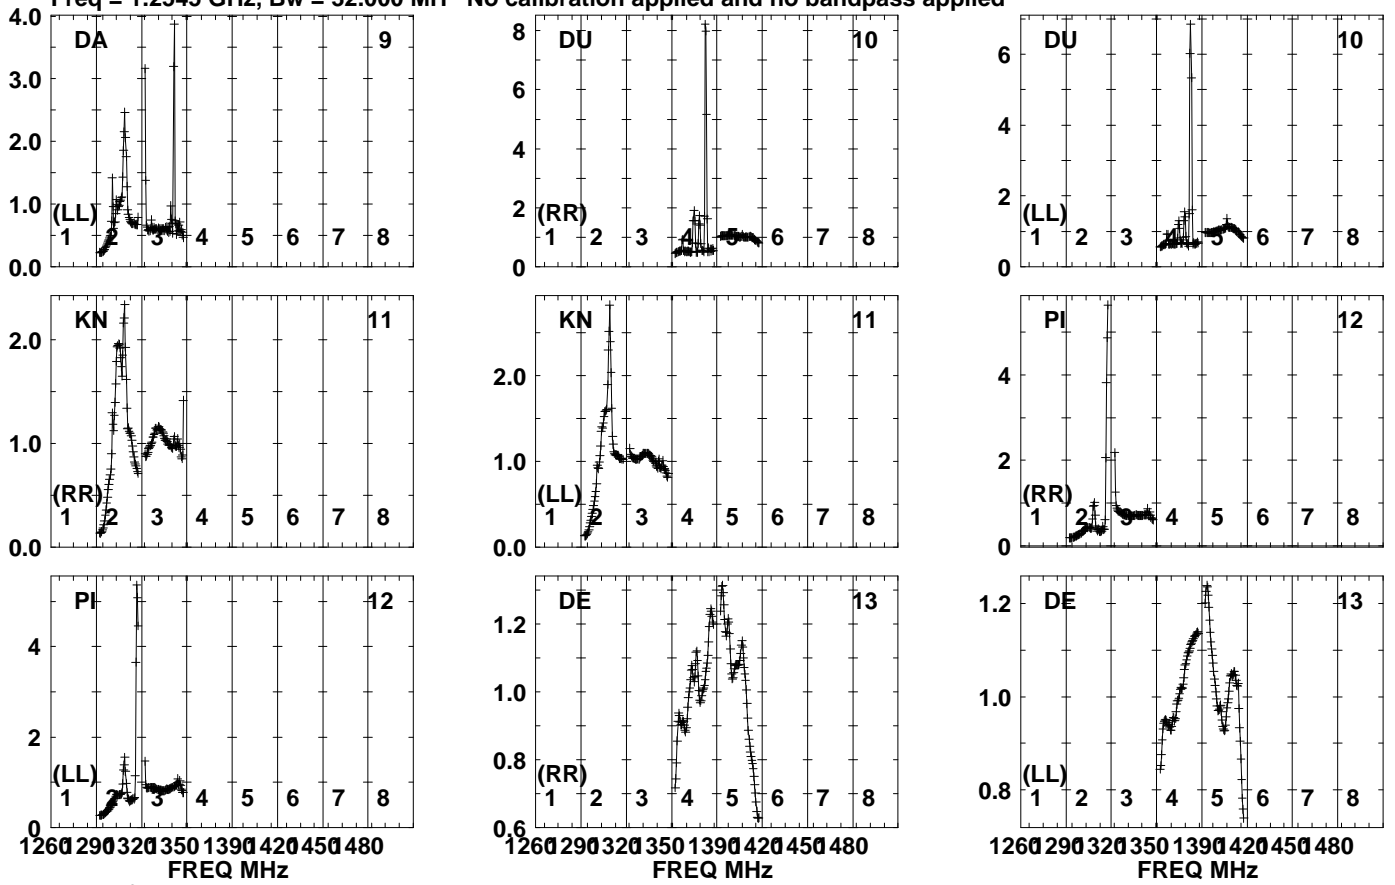 Freq = 1.2545 GHz, Bw = 32.000 MH No calibration applied and no bandpass applied
4.0
3.0
2.0
1.0
0.0
DA 9
(LL)
1 2 3 4 5 6 7 8
8
6
4
2
0
DU 10
(RR)
1 2 3 4 5 6 7 8
6
4
2
0
DU 10
(LL)
1 2 3 4 5 6 7 8
2.0
1.0
0.0
KN 11
(RR)
1 2 3 4 5 6 7 8
2.0
1.0
0.0
KN 11
(LL)
1 2 3 4 5 6 7 8
4
2
0
PI 12
(RR)
1 2 3 4 5 6 7 8
4
2
0
PI 12
(LL)
1 2 3 4 5 6 7 8
1.2
1.0
0.8
0.6
DE 13
(RR)
1 2 3 4 5 6 7 8
1.2
1.0
0.8
DE 13
(LL)
1 2 3 4 5 6 7 8
1260 1290 1320 1350 1390 1420 1450 1480
FREQ MHz
1260 1290 1320 1350 1390 1420 1450 1480
FREQ MHz
1260 1290 1320 1350 1390 1420 1450 1480
FREQ MHz